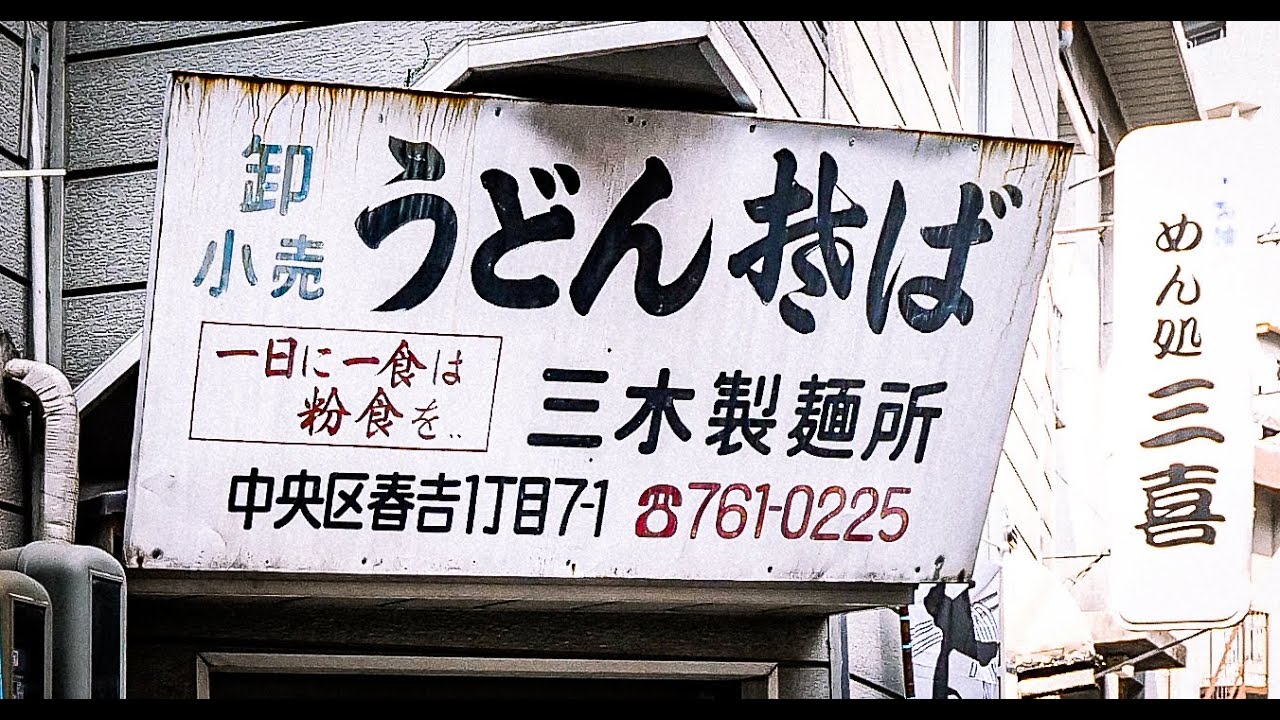 卸
小売
うどん そば
一日に一食は
粉食を..
三木製麺所
中央区春吉1丁目7-1 ☎761-0225
めん処 三喜